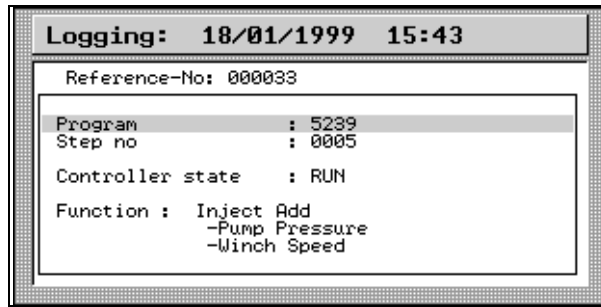 Logging: 18/01/1999 15:43
Reference-No: 000033
Program : 5239
Step no : 0005
Controller state : RUN
Function : Inject Add
-Pump Pressure
-Winch Speed